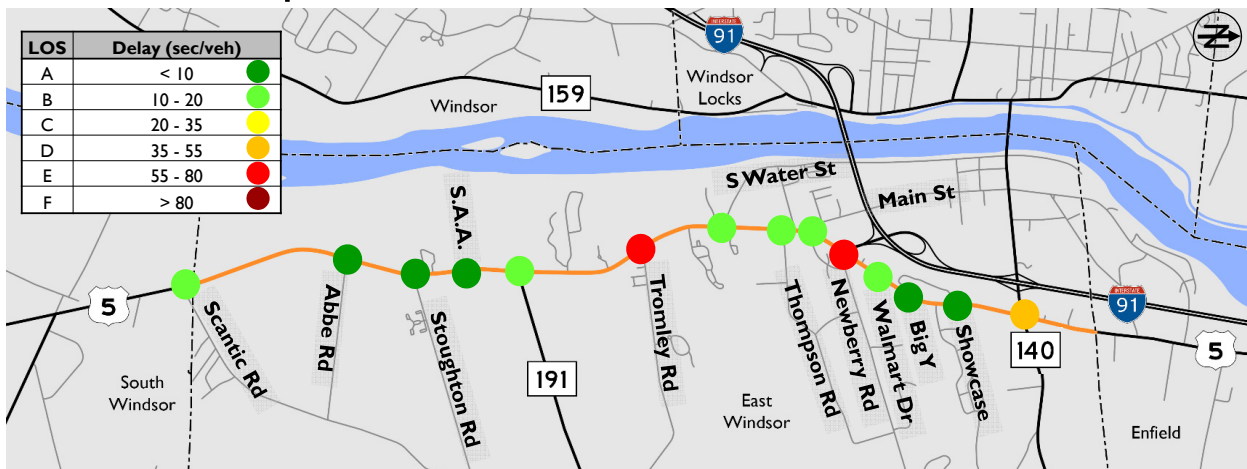 LOS Delay (sec/veh)
A < 10
B 10 - 20
C 20 - 35
D 35 - 55
E 55 - 80
F > 80
INTERSTATE
91
Windsor
Locks
Windsor
159
S Water St
Main St
S.A.A.
5
Scantic Rd
Abbe Rd
Stoughton Rd
191
Tromley Rd
Thompson Rd
Newberry Rd
Walmart Dr
Big Y
Showcase
140
INTERSTATE
91
5
South
Windsor
East
Windsor
Enfield
Z